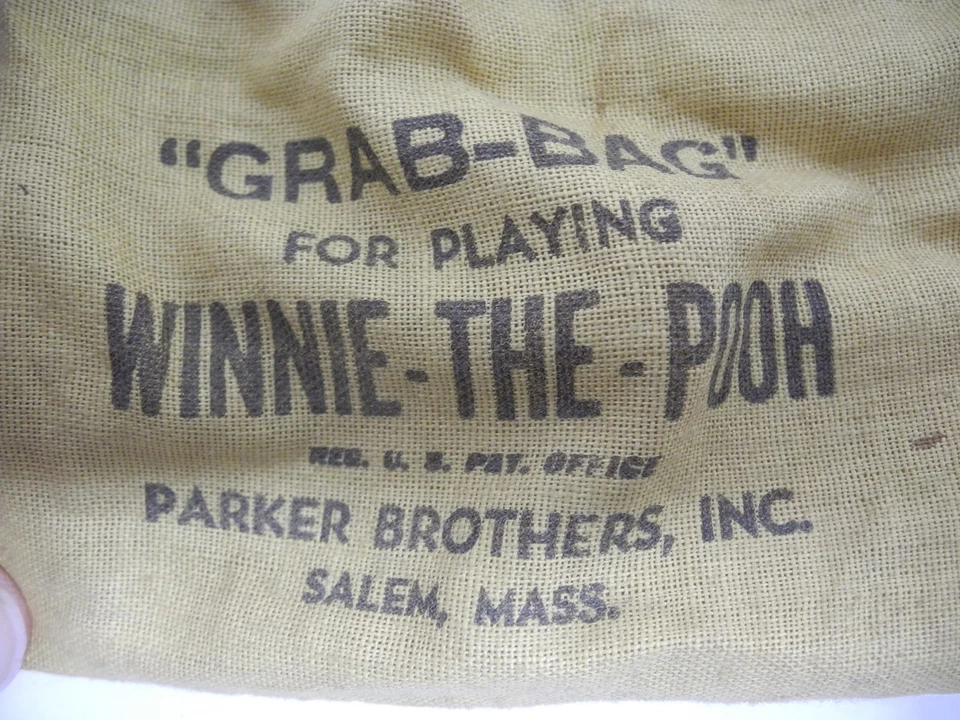 "GRAB-BAG"
FOR PLAYING
WINNIE-THE-POOH
REG. U. S. PAT. OFFICE
PARKER BROTHERS, INC.
SALEM, MASS.